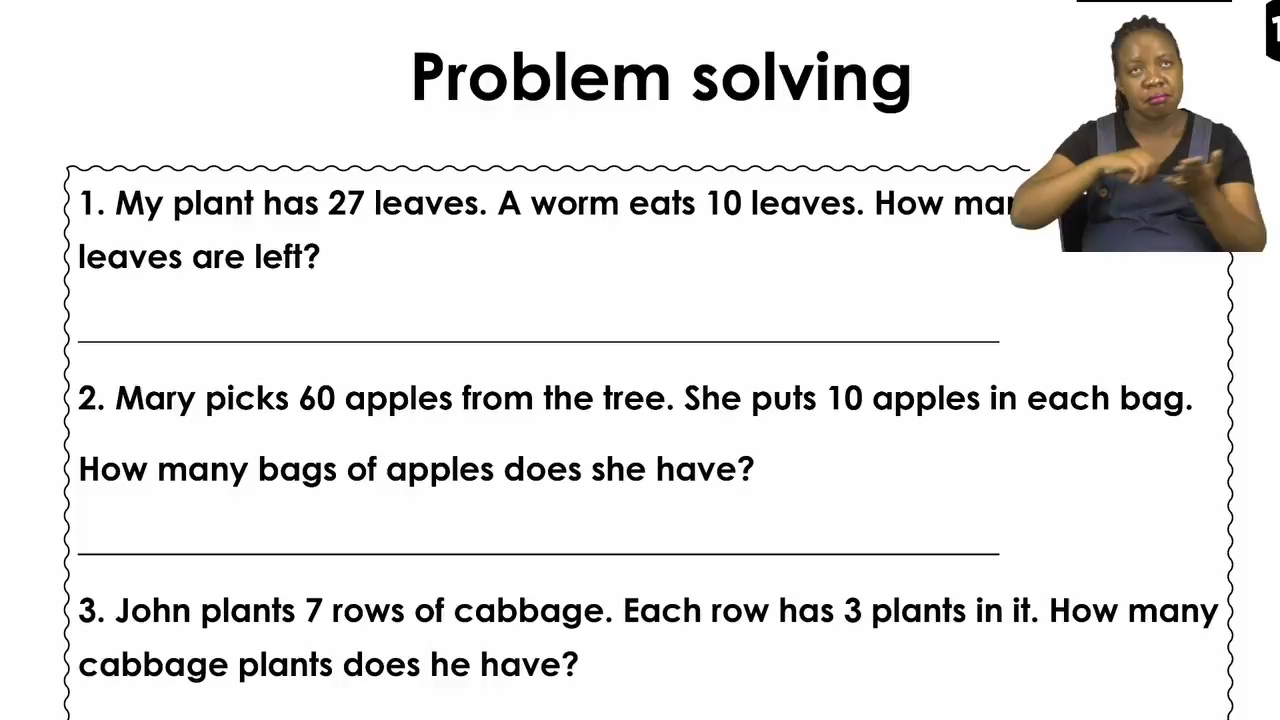 Problem solving
1. My plant has 27 leaves. A worm eats 10 leaves. How
leaves are left?
2. Mary picks 60 apples from the tree. She puts 10 apples in each bag.
How many bags of apples does she have?
3. John plants 7 rows of cabbage. Each row has 3 plants in it. How many
cabbage plants does he have?